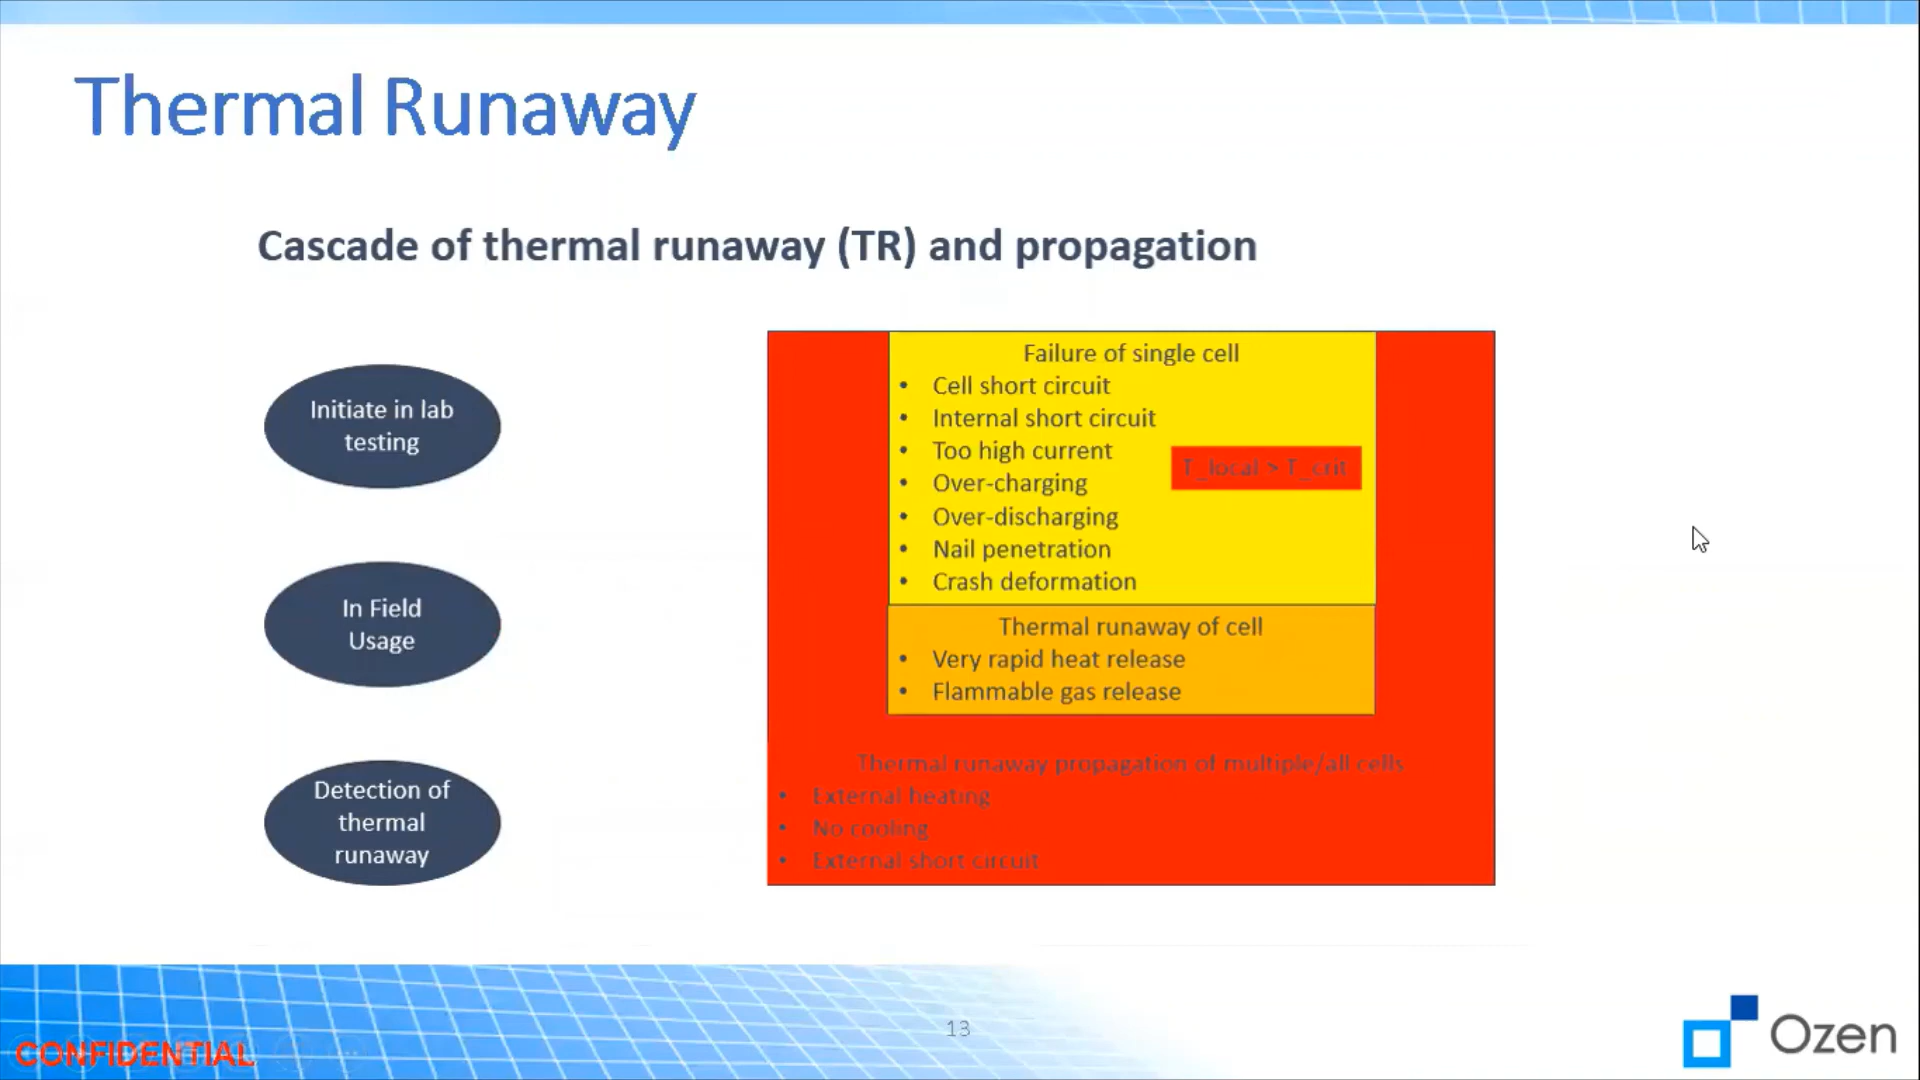 Thermal Runaway
Cascade of thermal runaway (TR) and propagation
Initiate in lab
testing
In Field
Usage
Detection of
thermal
runaway
Failure of single cell
• Cell short circuit
• Internal short circuit
• Too high current
• Over-charging
• Over-discharging
• Nail penetration
• Crash deformation
T_local > T_crit
Thermal runaway of cell
• Very rapid heat release
• Flammable gas release
Thermal runaway propagation of multiple/all cells
• External heating
• No cooling
• External short circuit
CONFIDENTIAL
13
Ozen